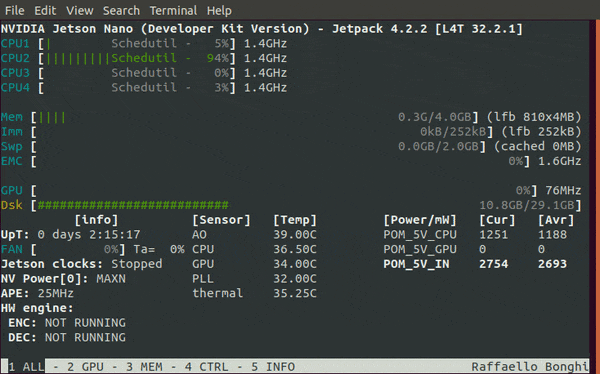 File Edit View Search Terminal Help
NVIDIA Jetson Nano (Developer Kit Version) - Jetpack 4.2.2 [L4T 32.2.1]
CPU1 [| Schedutil - 5%] 1.4GHz
CPU2 [||||||||||Schedutil - 94%] 1.4GHz
CPU3 [ Schedutil - 0%] 1.4GHz
CPU4 [ Schedutil - 3%] 1.4GHz
Mem [|||| 0.3G/4.0GB] (lfb 810x4MB)
Imm [ 0kB/252kB] (lfb 252kB)
Swp [ 0.0GB/2.0GB] (cached 0MB)
EMC [ 0%] 1.6GHz
GPU [ 0%] 76MHz
Dsk [########################## 10.8GB/29.1GB]
[info] [Sensor] [Temp] [Power/mW] [Cur] [Avr]
UpT: 0 days 2:15:17 AO 39.00C POM_5V_CPU 1251 1188
FAN [ 0%] Ta= 0% CPU 36.50C POM_5V_GPU 0 0
Jetson clocks: Stopped GPU 34.00C POM_5V_IN 2754 2693
NV Power[0]: MAXN PLL 32.00C
APE: 25MHz thermal 35.25C
HW engine:
ENC: NOT RUNNING
DEC: NOT RUNNING
1 ALL - 2 GPU - 3 MEM - 4 CTRL - 5 INFO Raffaello Bonghi